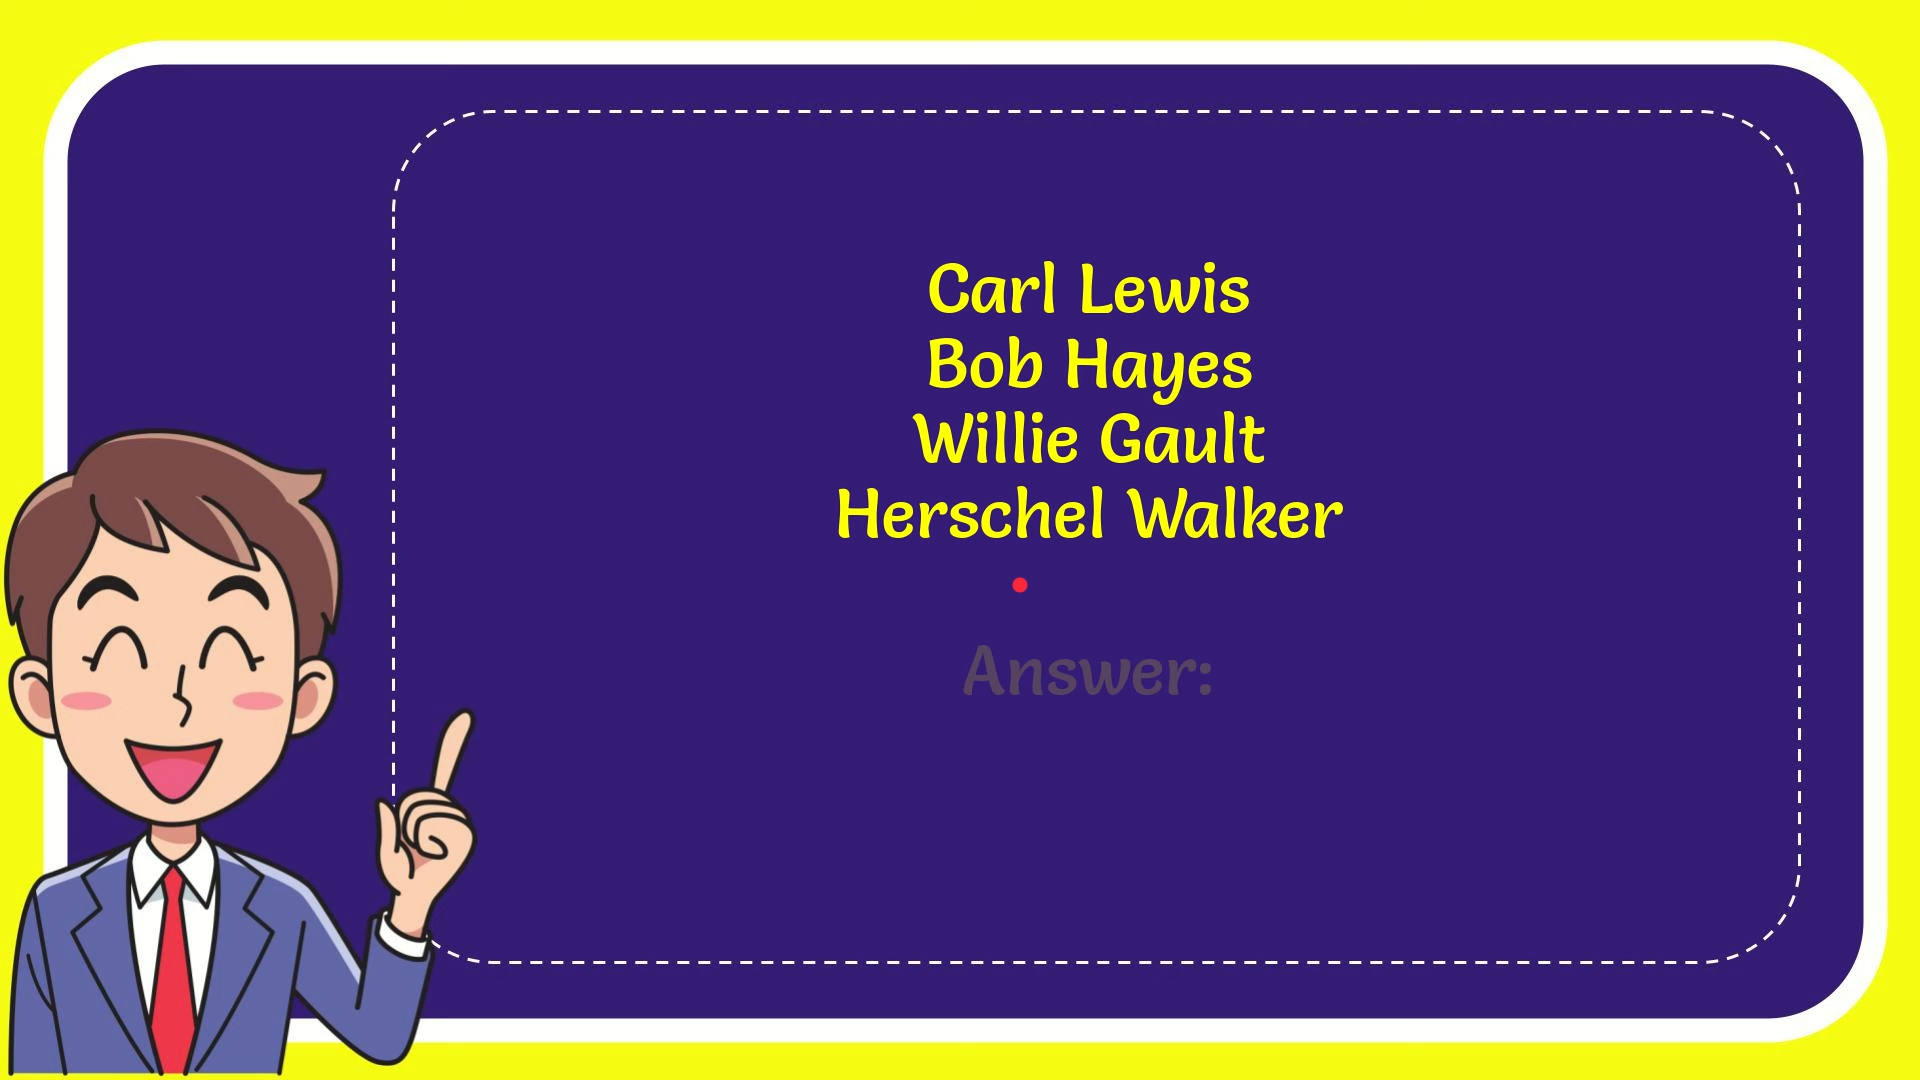 Carl Lewis
Bob Hayes
Willie Gault
Herschel Walker
Answer: